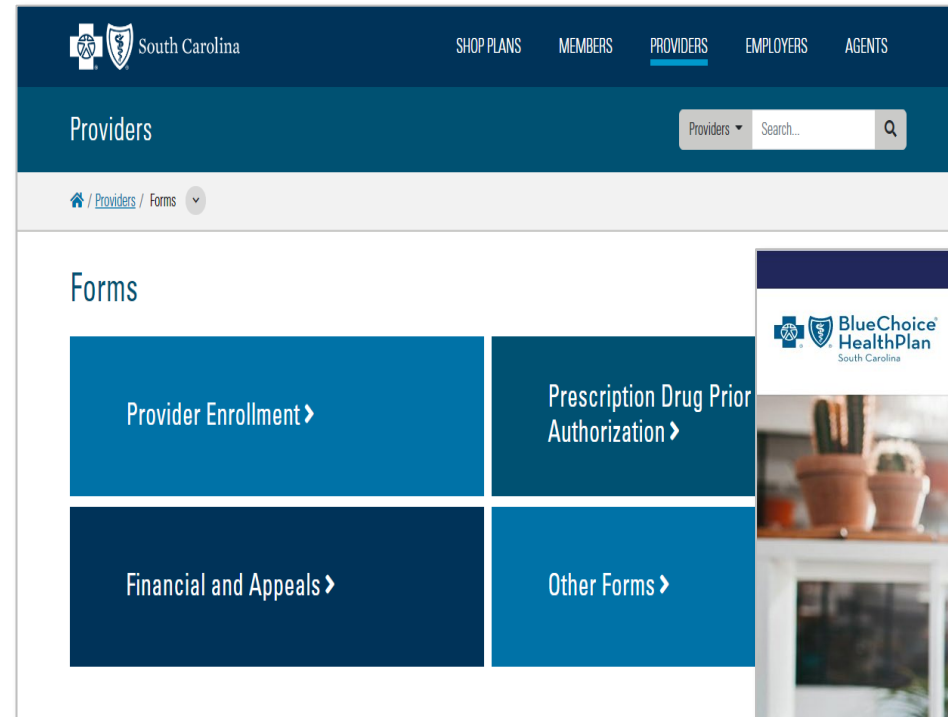 South Carolina
SHOP PLANS MEMBERS PROVIDERS EMPLOYERS AGENTS
Providers
Providers Search...
/ Providers / Forms
Forms
Provider Enrollment
Prescription Drug Prior
Authorization
Financial and Appeals
Other Forms
BlueChoice®
HealthPlan
South Carolina